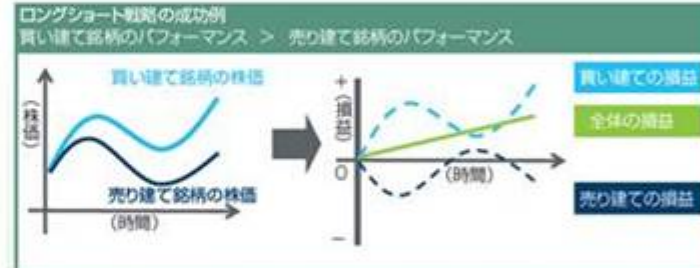 ロングショート戦略の成功例
買い建て銘柄のパフォーマンス > 売り建て銘柄のパフォーマンス
買い建て銘柄の株価
(株価)
売り建て銘柄の株価
(時間)
+
(損益)
0
−
(時間)
買い建ての損益
全体の損益
売り建ての損益